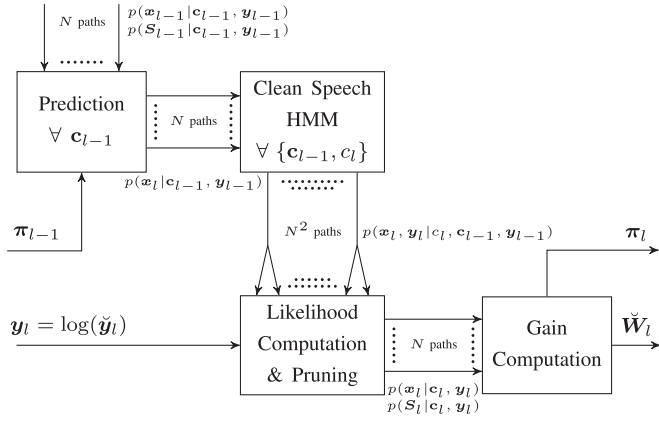 N paths
p(x_{l−1}|c_{l−1}, y_{l−1})
p(S_{l−1}|c_{l−1}, y_{l−1})
Prediction
∀ c_{l−1}
N paths
Clean Speech
HMM
∀ {c_{l−1}, c_l}
p(x_l|c_{l−1}, y_{l−1})
π_{l−1}
N² paths
p(x_l, y_l|c_l, c_{l−1}, y_{l−1})
π_l
y_l = log(y̆_l)
Likelihood
Computation
& Pruning
N paths
Gain
Computation
W̆_l
p(x_l|c_l, y_l)
p(S_l|c_l, y_l)